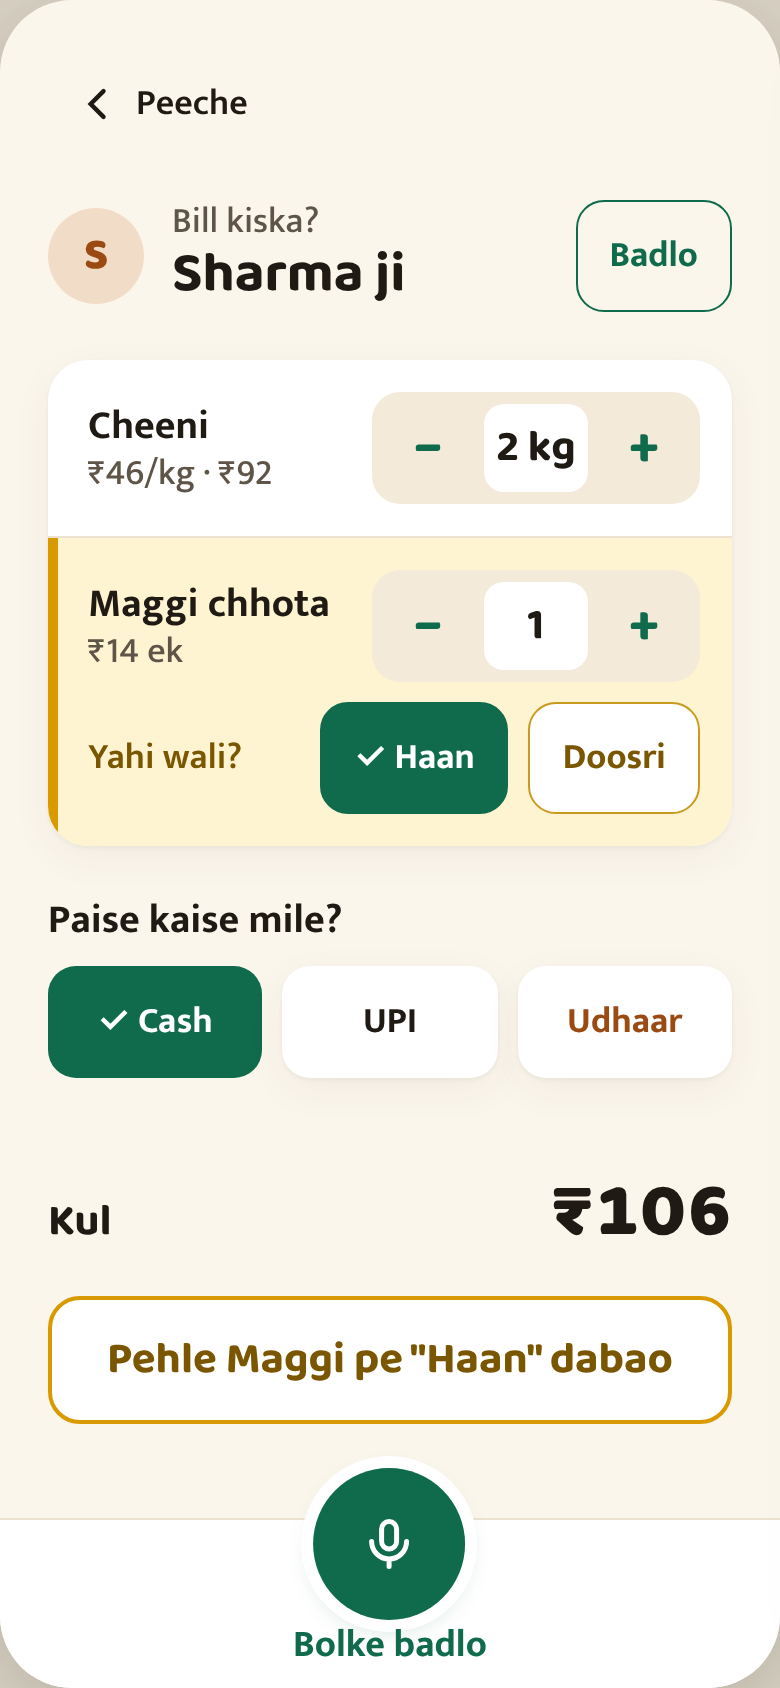 Peeche
S
Bill kiska?
Sharma ji
Badlo
Cheeni
₹46/kg · ₹92
− 2 kg +
Maggi chhota
₹14 ek
− 1 +
Yahi wali?
✓ Haan
Doosri
Paise kaise mile?
✓ Cash
UPI
Udhaar
Kul
₹106
Pehle Maggi pe "Haan" dabao
Bolke badlo